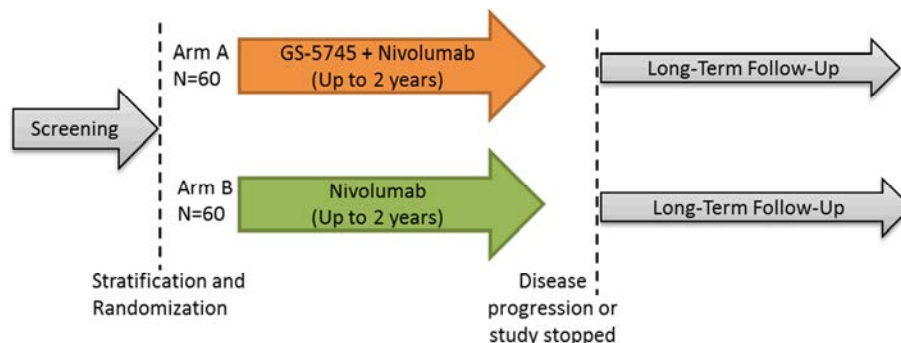 Screening
Arm A
N=60
GS-5745 + Nivolumab
(Up to 2 years)
Long-Term Follow-Up
Arm B
N=60
Nivolumab
(Up to 2 years)
Long-Term Follow-Up
Stratification and
Randomization
Disease
progression or
study stopped